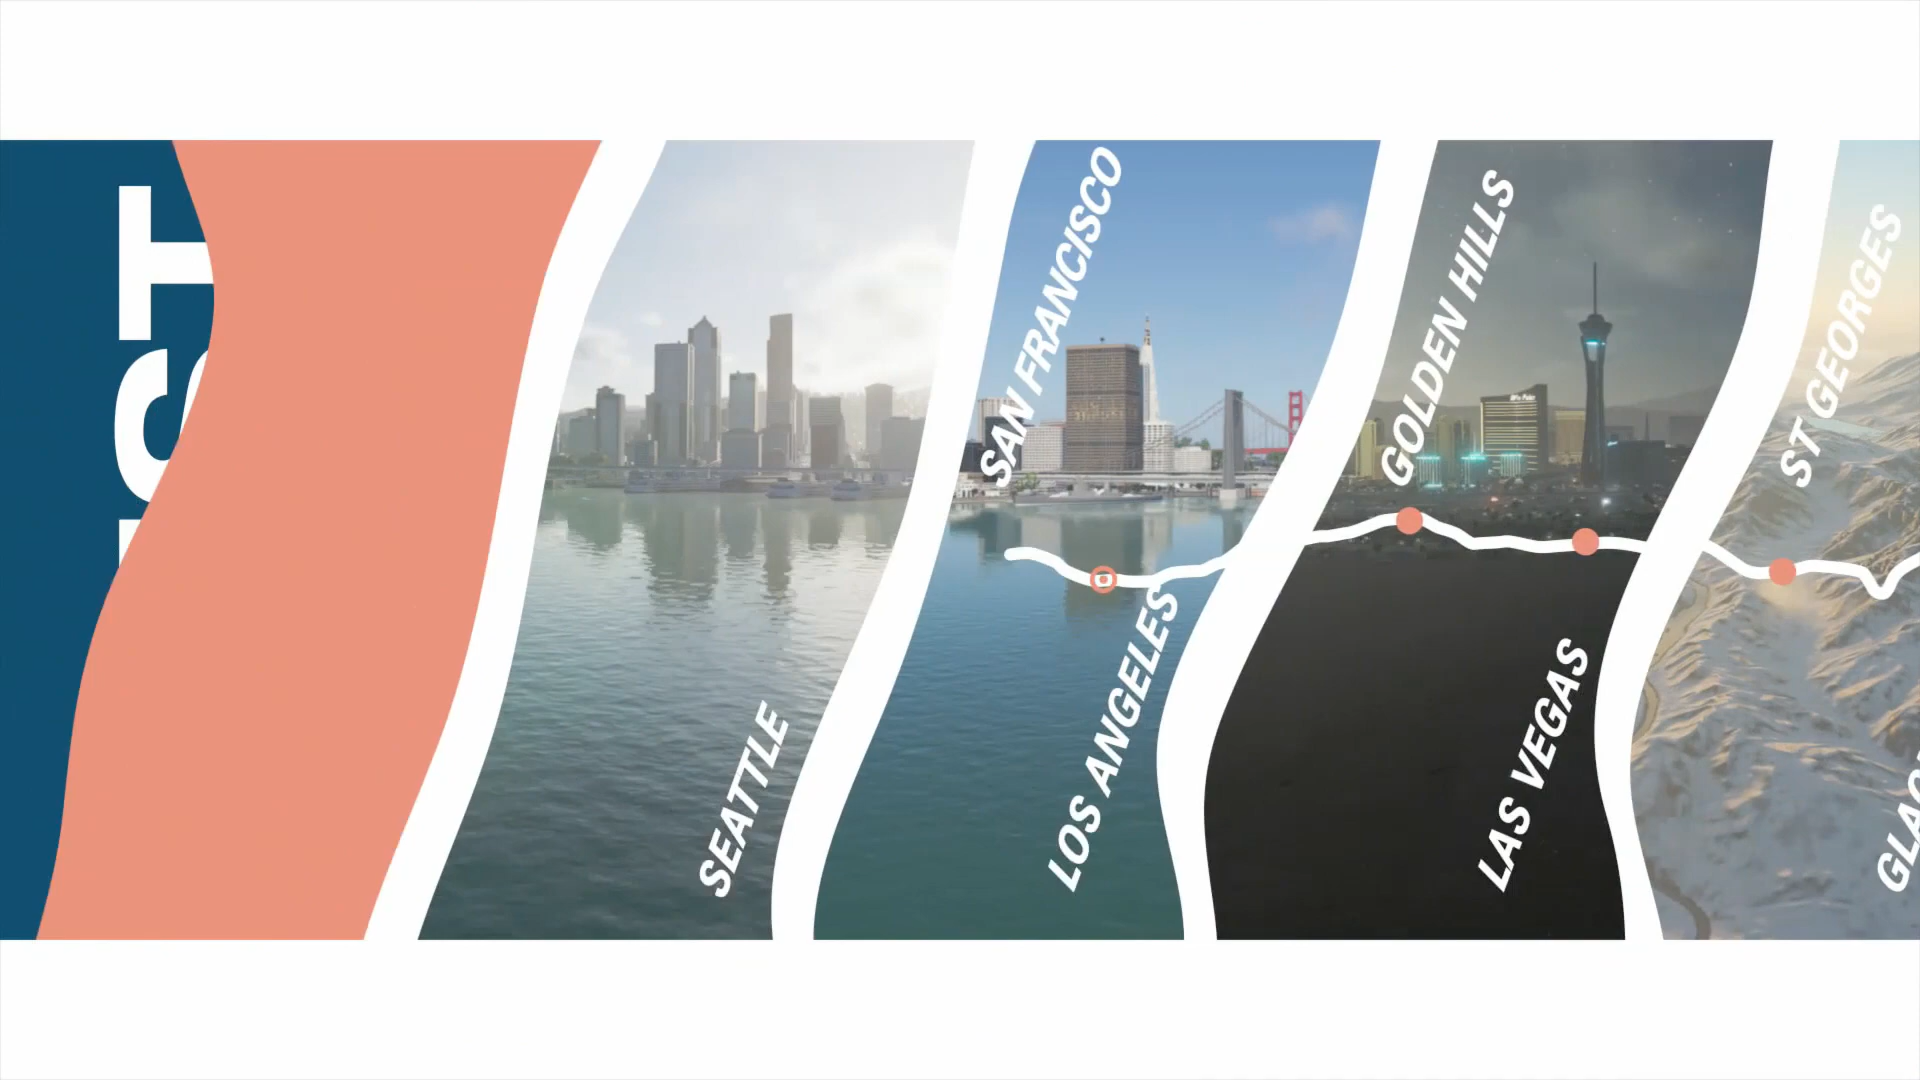 SEATTLE
SAN FRANCISCO
LOS ANGELES
GOLDEN HILLS
LAS VEGAS
ST GEORGES